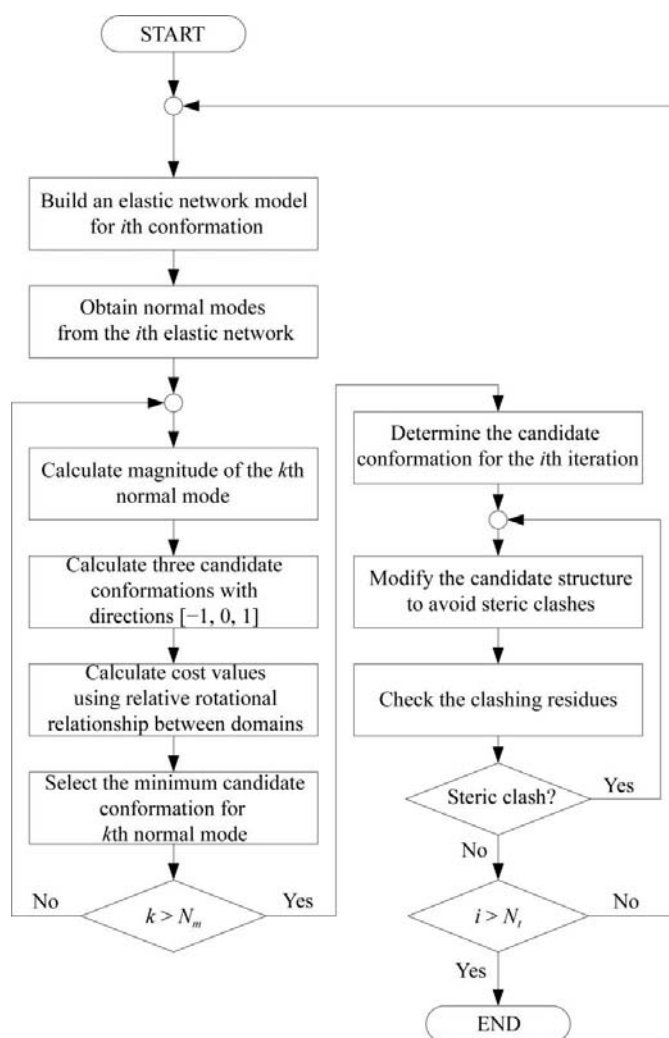 START
Build an elastic network model
for ith conformation
Obtain normal modes
from the ith elastic network
Calculate magnitude of the kth
normal mode
Calculate three candidate
conformations with
directions [−1, 0, 1]
Calculate cost values
using relative rotational
relationship between domains
Select the minimum candidate
conformation for
kth normal mode
No
k > Nm
Yes
Determine the candidate
conformation for the ith iteration
Modify the candidate structure
to avoid steric clashes
Check the clashing residues
Steric clash?
Yes
No
i > Nt
No
Yes
END